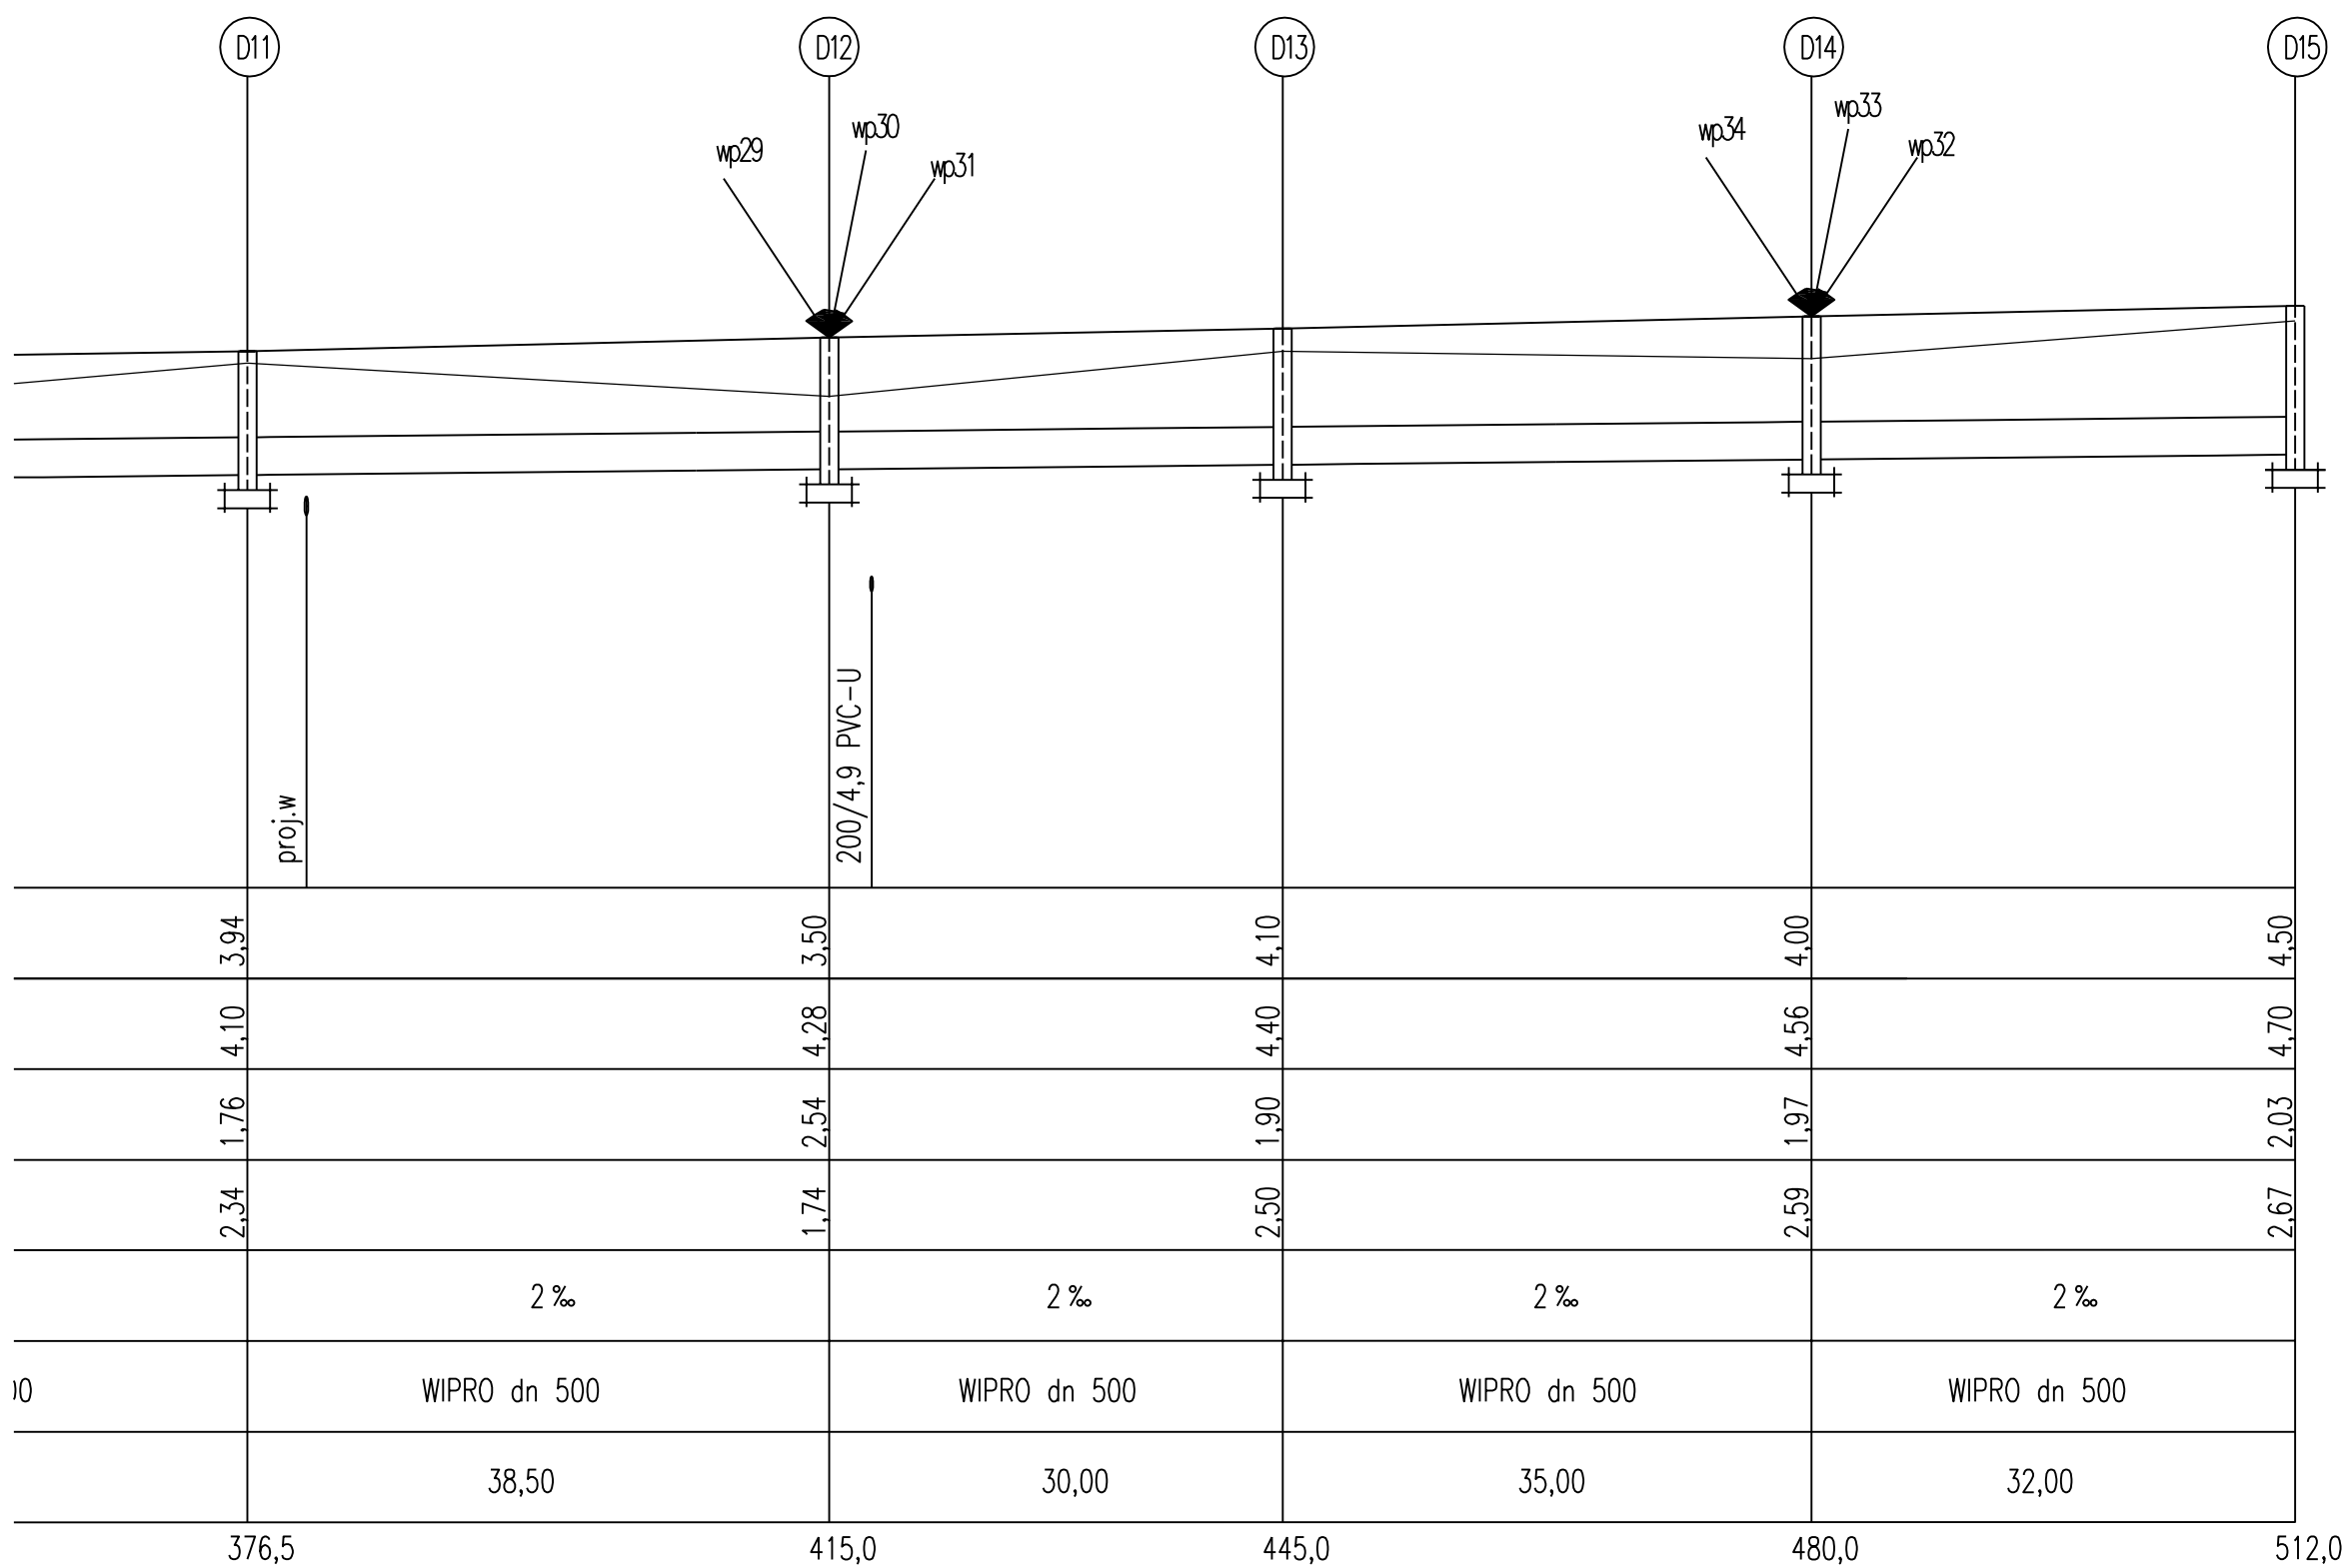 D11 D12 D13 D14 D15
wp29 wp30 wp31 wp34 wp33 wp32
proj.w
200/4,9 PVC-U
3,94 3,50 4,10 4,00 4,50
4,10 4,28 4,40 4,56 4,70
1,76 2,54 1,90 1,97 2,03
2,34 1,74 2,50 2,59 2,67
2 ‰ 2 ‰ 2 ‰ 2 ‰
WIPRO dn 500 WIPRO dn 500 WIPRO dn 500 WIPRO dn 500
38,50 30,00 35,00 32,00
376,5 415,0 445,0 480,0 512,0